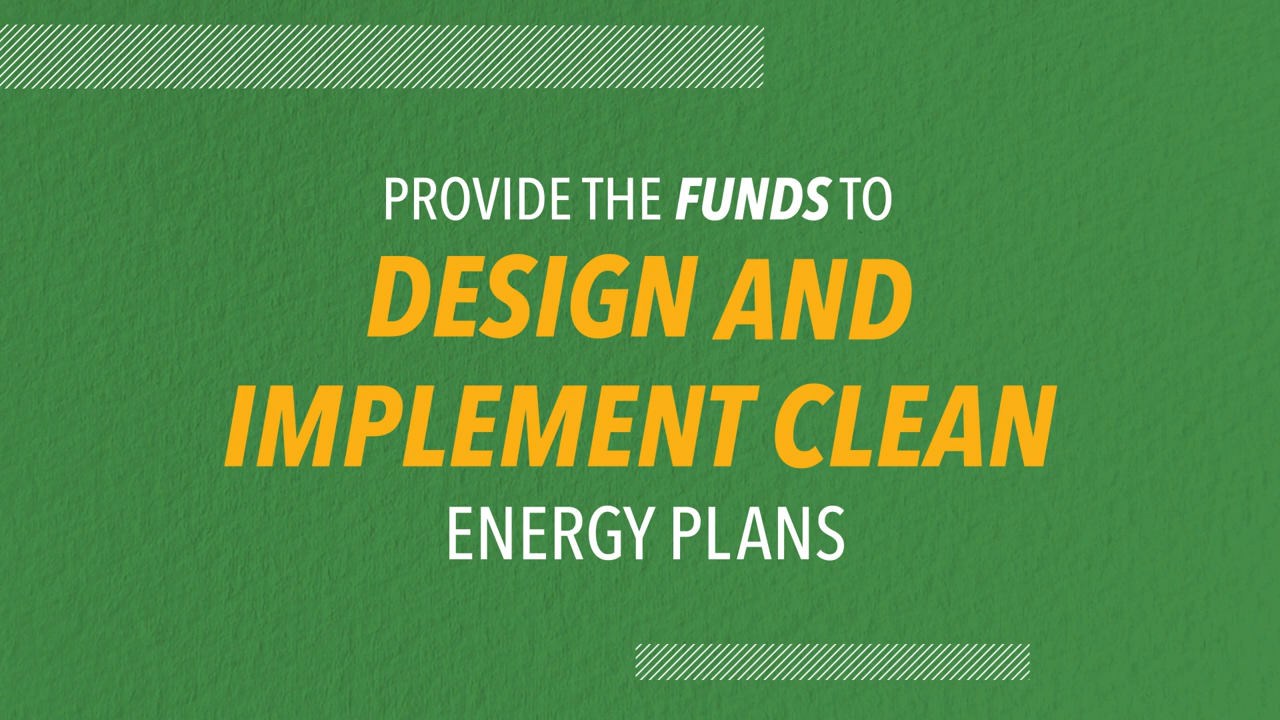 PROVIDE THE FUNDS TO
DESIGN AND
IMPLEMENT CLEAN
ENERGY PLANS